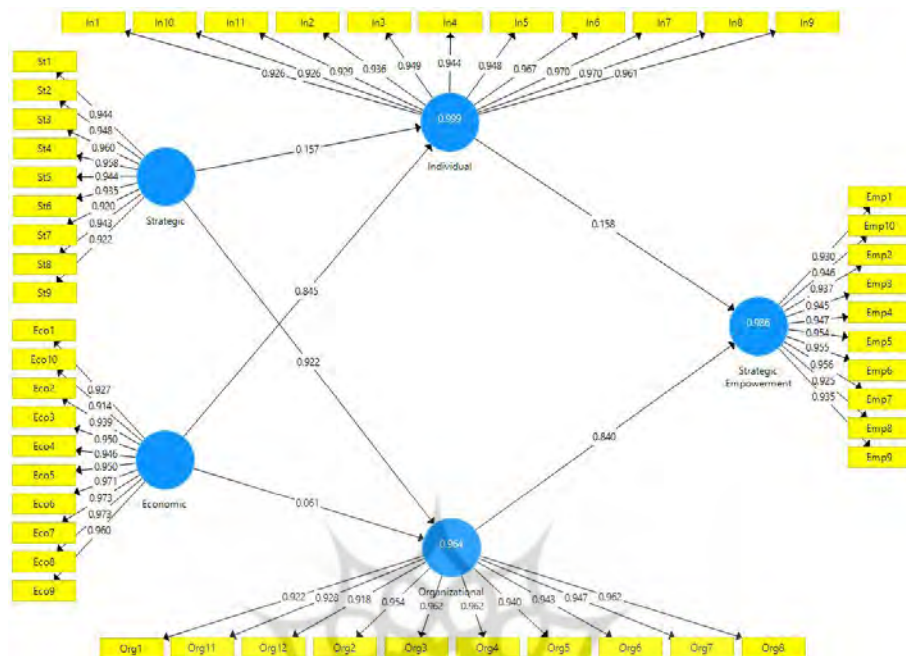 In1 In10 In11 In2 In3 In4 In5 In6 In7 In8 In9
0.926 0.926 0.929 0.936 0.949 0.944 0.948 0.967 0.970 0.970 0.961
0.999
Individual
St1
St2
St3
St4
St5
St6
St7
St8
St9
0.944
0.948
0.960
0.958
0.944
0.935
0.920
0.943
0.922
Strategic
0.157
0.845
0.922
0.158
Eco1
Eco10
Eco2
Eco3
Eco4
Eco5
Eco6
Eco7
Eco8
Eco9
0.927
0.914
0.939
0.950
0.946
0.950
0.971
0.973
0.973
0.960
Economic
0.061
0.840
0.986
Strategic
Empowerment
0.930
0.946
0.937
0.945
0.947
0.954
0.955
0.956
0.925
0.935
Emp1
Emp10
Emp2
Emp3
Emp4
Emp5
Emp6
Emp7
Emp8
Emp9
0.964
Organizational
0.922 0.928 0.918 0.954 0.962 0.962 0.940 0.943 0.947 0.962
Org1 Org11 Org12 Org2 Org3 Org4 Org5 Org6 Org7 Org8